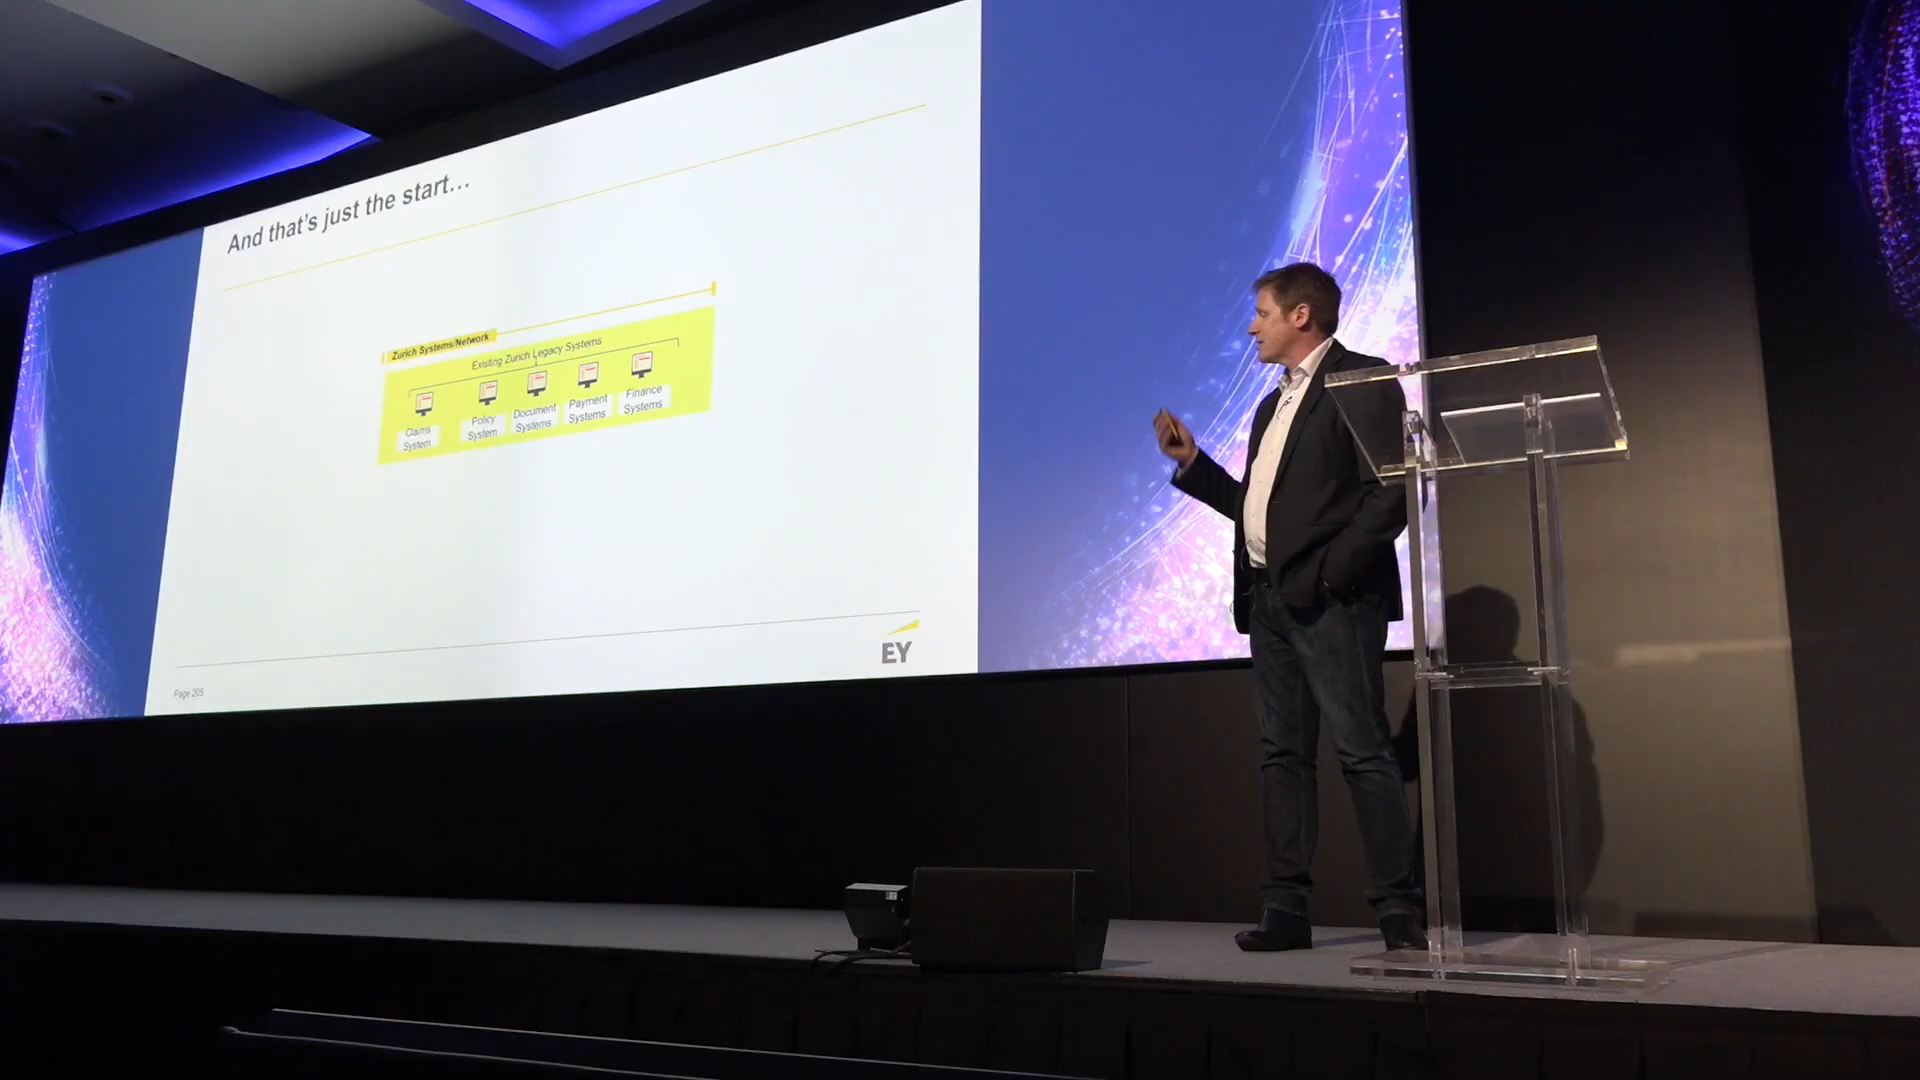 And that's just the start...
Zurich Systems/Network
Existing Zurich Legacy Systems
Claims
System
Policy
System
Document
Systems
Payment
Systems
Finance
Systems
EY
Page 205